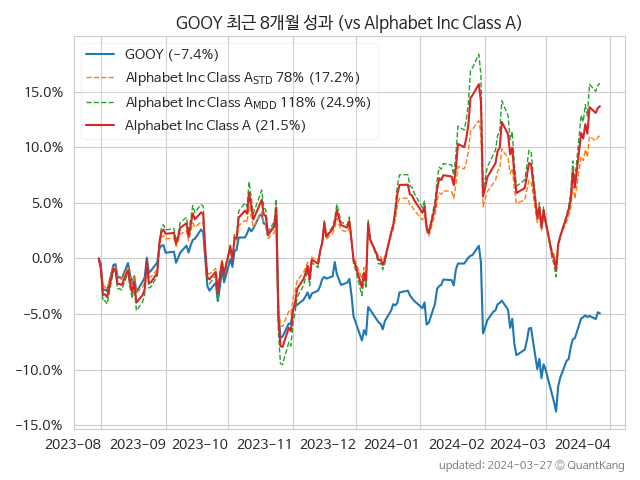 GOOY 최근 8개월 성과 (vs Alphabet Inc Class A)
GOOY (−7.4%)
Alphabet Inc Class A STD 78% (17.2%)
Alphabet Inc Class A MDD 118% (24.9%)
Alphabet Inc Class A (21.5%)
15.0%
10.0%
5.0%
0.0%
−5.0%
−10.0%
−15.0%
2023-08 2023-09 2023-10 2023-11 2023-12 2024-01 2024-02 2024-03 2024-04
updated: 2024-03-27 ⓒ QuantKang